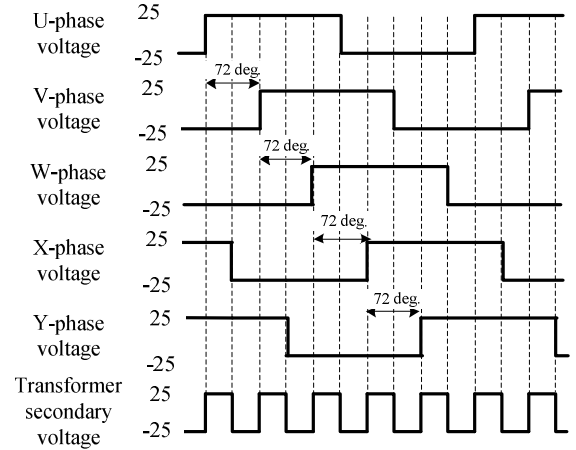 U-phase
voltage
25
-25
72 deg.
V-phase
voltage
25
-25
72 deg.
W-phase
voltage
25
-25
72 deg.
X-phase
voltage
25
-25
72 deg.
Y-phase
voltage
25
-25
Transformer
secondary
voltage
25
-25